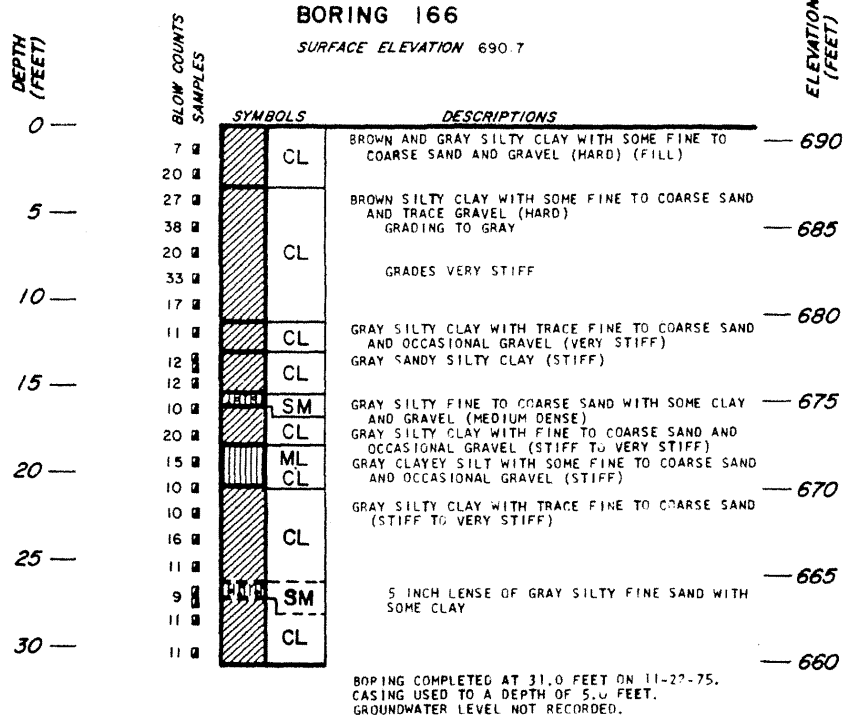 BORING 166
SURFACE ELEVATION 690.7
DEPTH (FEET)
BLOW COUNTS
SAMPLES
ELEVATION (FEET)
SYMBOLS
DESCRIPTIONS
0
5
10
15
20
25
30
7
20
27
38
20
33
17
11
12
12
10
20
15
10
10
16
11
9
11
11
CL
CL
CL
CL
SM
CL
ML
CL
CL
SM
CL
BROWN AND GRAY SILTY CLAY WITH SOME FINE TO
COARSE SAND AND GRAVEL (HARD) (FILL)
BROWN SILTY CLAY WITH SOME FINE TO COARSE SAND
AND TRACE GRAVEL (HARD)
GRADING TO GRAY
GRADES VERY STIFF
GRAY SILTY CLAY WITH TRACE FINE TO COARSE SAND
AND OCCASIONAL GRAVEL (VERY STIFF)
GRAY SANDY SILTY CLAY (STIFF)
GRAY SILTY FINE TO COARSE SAND WITH SOME CLAY
AND GRAVEL (MEDIUM DENSE)
GRAY SILTY CLAY WITH FINE TO COARSE SAND AND
OCCASIONAL GRAVEL (STIFF TO VERY STIFF)
GRAY CLAYEY SILT WITH SOME FINE TO COARSE SAND
AND OCCASIONAL GRAVEL (STIFF)
GRAY SILTY CLAY WITH TRACE FINE TO COARSE SAND
(STIFF TO VERY STIFF)
5 INCH LENSE OF GRAY SILTY FINE SAND WITH
SOME CLAY
690
685
680
675
670
665
660
BORING COMPLETED AT 31.0 FEET ON
CASING USED TO A DEPTH OF 5.0 FEET.
GROUNDWATER LEVEL NOT RECORDED.